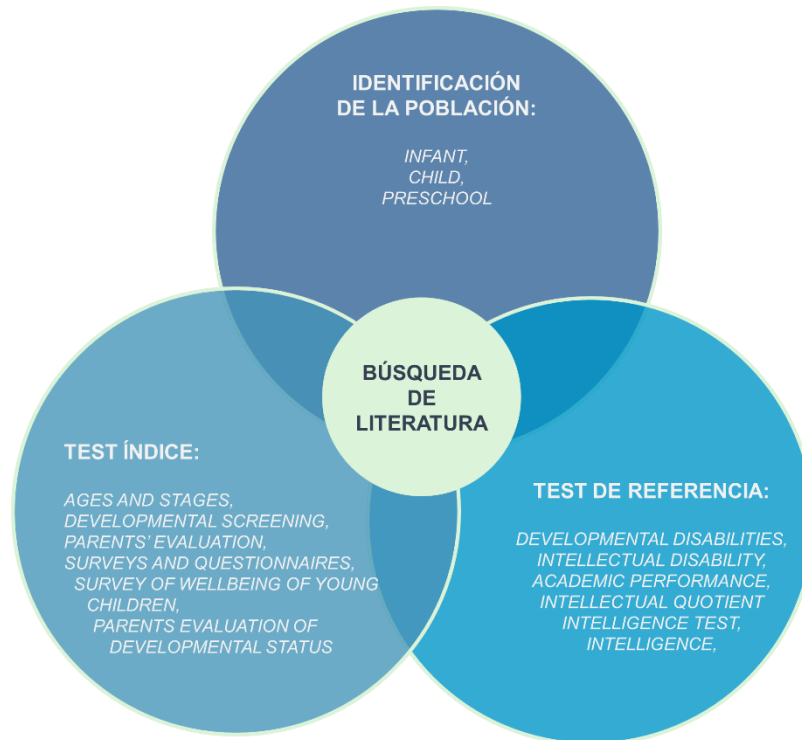 IDENTIFICACIÓN
DE LA POBLACIÓN:
INFANT,
CHILD,
PRESCHOOL
BÚSQUEDA
DE
LITERATURA
TEST ÍNDICE:
AGES AND STAGES,
DEVELOPMENTAL SCREENING,
PARENTS’ EVALUATION,
SURVEYS AND QUESTIONNAIRES,
SURVEY OF WELLBEING OF YOUNG
CHILDREN,
PARENTS EVALUATION OF
DEVELOPMENTAL STATUS
TEST DE REFERENCIA:
DEVELOPMENTAL DISABILITIES,
INTELLECTUAL DISABILITY,
ACADEMIC PERFORMANCE,
INTELLECTUAL QUOTIENT
INTELLIGENCE TEST,
INTELLIGENCE,